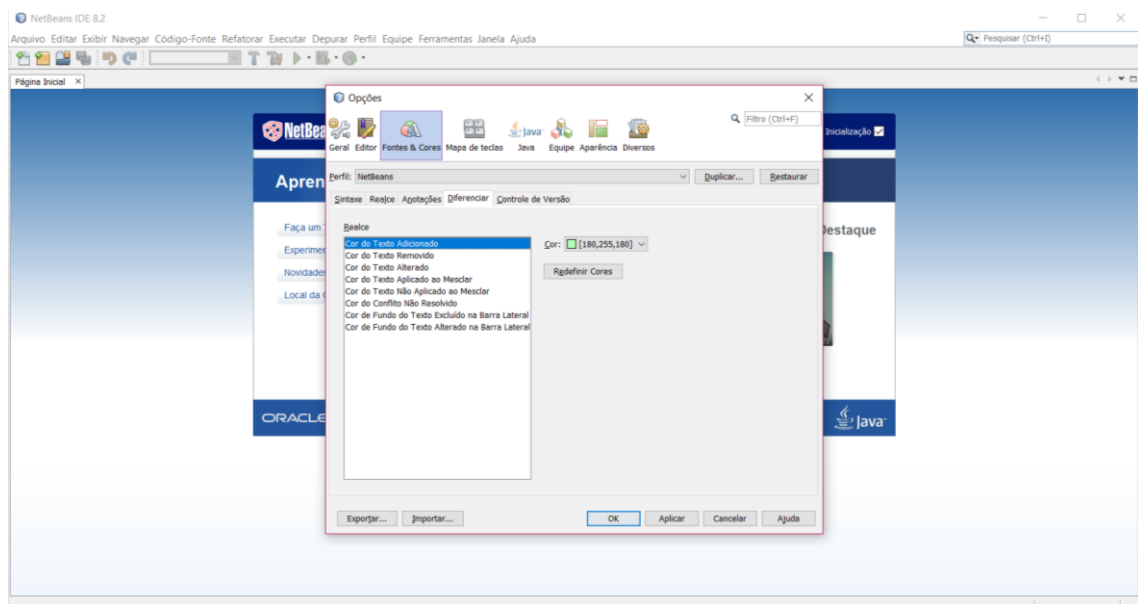 NetBeans IDE 8.2
Arquivo Editar Exibir Navegar Código-Fonte Refatorar Executar Depurar Perfil Equipe Ferramentas Janela Ajuda
Pesquisar (Ctrl+I)
Página Inicial
Opções
Filtro (Ctrl+F)
NetBea
Inicialização
Geral Editor Fontes & Cores Mapa de teclas Java Equipe Aparência Diversos
Apren
Perfil: NetBeans Duplicar... Restaurar
Sintaxe Realce Anotações Diferenciar Controle de Versão
Faça um
Experimen
Novidades
Local da
Destaque
Realce
Cor do Texto Adicionado
Cor do Texto Removido
Cor do Texto Alterado
Cor do Texto Aplicado ao Mesclar
Cor do Texto Não Aplicado ao Mesclar
Cor do Conflito Não Resolvido
Cor de Fundo do Texto Excluído na Barra Lateral
Cor de Fundo do Texto Alterado na Barra Lateral
Cor: [180,255,180]
Redefinir Cores
ORACLE
Java
Exportar... Importar... OK Aplicar Cancelar Ajuda